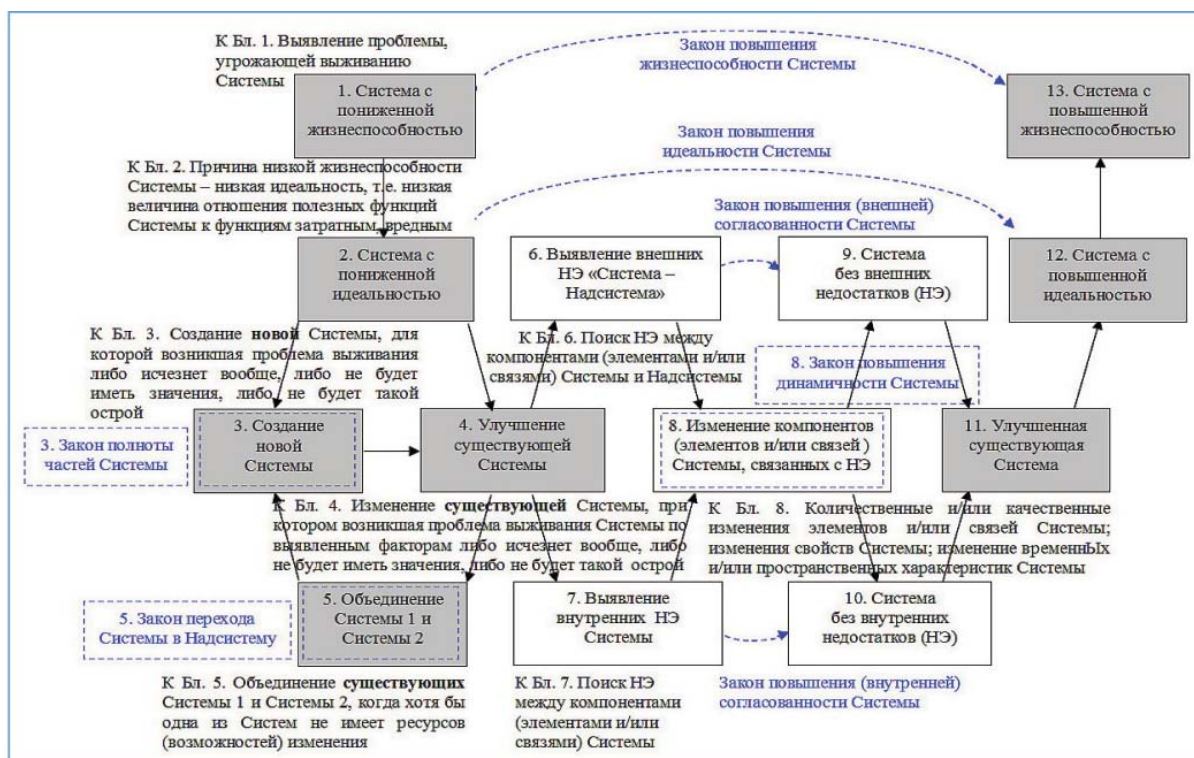 К Бл. 1. Выявление проблемы,
угрожающей выживанию
Системы
Закон повышения
жизнеспособности Системы
1. Система с
пониженной
жизнеспособностью
13. Система с
повышенной
жизнеспособностью
Закон повышения
идеальности Системы
К Бл. 2. Причина низкой жизнеспособности
Системы – низкая идеальность, т.е. низкая
величина отношения полезных функций
Системы к функциям затратным, вредным
Закон повышения (внешней)
согласованности Системы
2. Система с
пониженной
идеальностью
6. Выявление внешних
НЭ «Система –
Надсистема»
9. Система
без внешних
недостатков (НЭ)
12. Система с
повышенной
идеальностью
К Бл. 3. Создание новой Системы, для
которой возникшая проблема выживания
либо исчезнет вообще, либо не будет
иметь значения, либо не будет такой
острой
К Бл. 6. Поиск НЭ между
компонентами (элементами и/или
связями) Системы и Надсистемы
8. Закон повышения
динамичности Системы
3. Закон полноты
частей Системы
3. Создание
новой
Системы
4. Улучшение
существующей
Системы
8. Изменение компонентов
(элементов и/или связей )
Системы, связанных с НЭ
11. Улучшенная
существующая
Система
К Бл. 4. Изменение существующей Системы, при
котором возникшая проблема выживания Системы по
выявленным факторам либо исчезнет вообще, либо
не будет иметь значения, либо не будет такой острой
К Бл. 8. Количественные и/или качественные
изменения элементов и/или связей Системы;
изменения свойств Системы; изменение временнЫх
и/или пространственных характеристик Системы
5. Закон перехода
Системы в Надсистему
5. Объединение
Системы 1 и
Системы 2
7. Выявление
внутренних НЭ
Системы
10. Система
без внутренних
недостатков (НЭ)
К Бл. 5. Объединение существующих
Системы 1 и Системы 2, когда хотя бы
одна из Систем не имеет ресурсов
(возможностей) изменения
К Бл. 7. Поиск НЭ
между компонентами
(элементами и/или
связями) Системы
Закон повышения (внутренней)
согласованности Системы